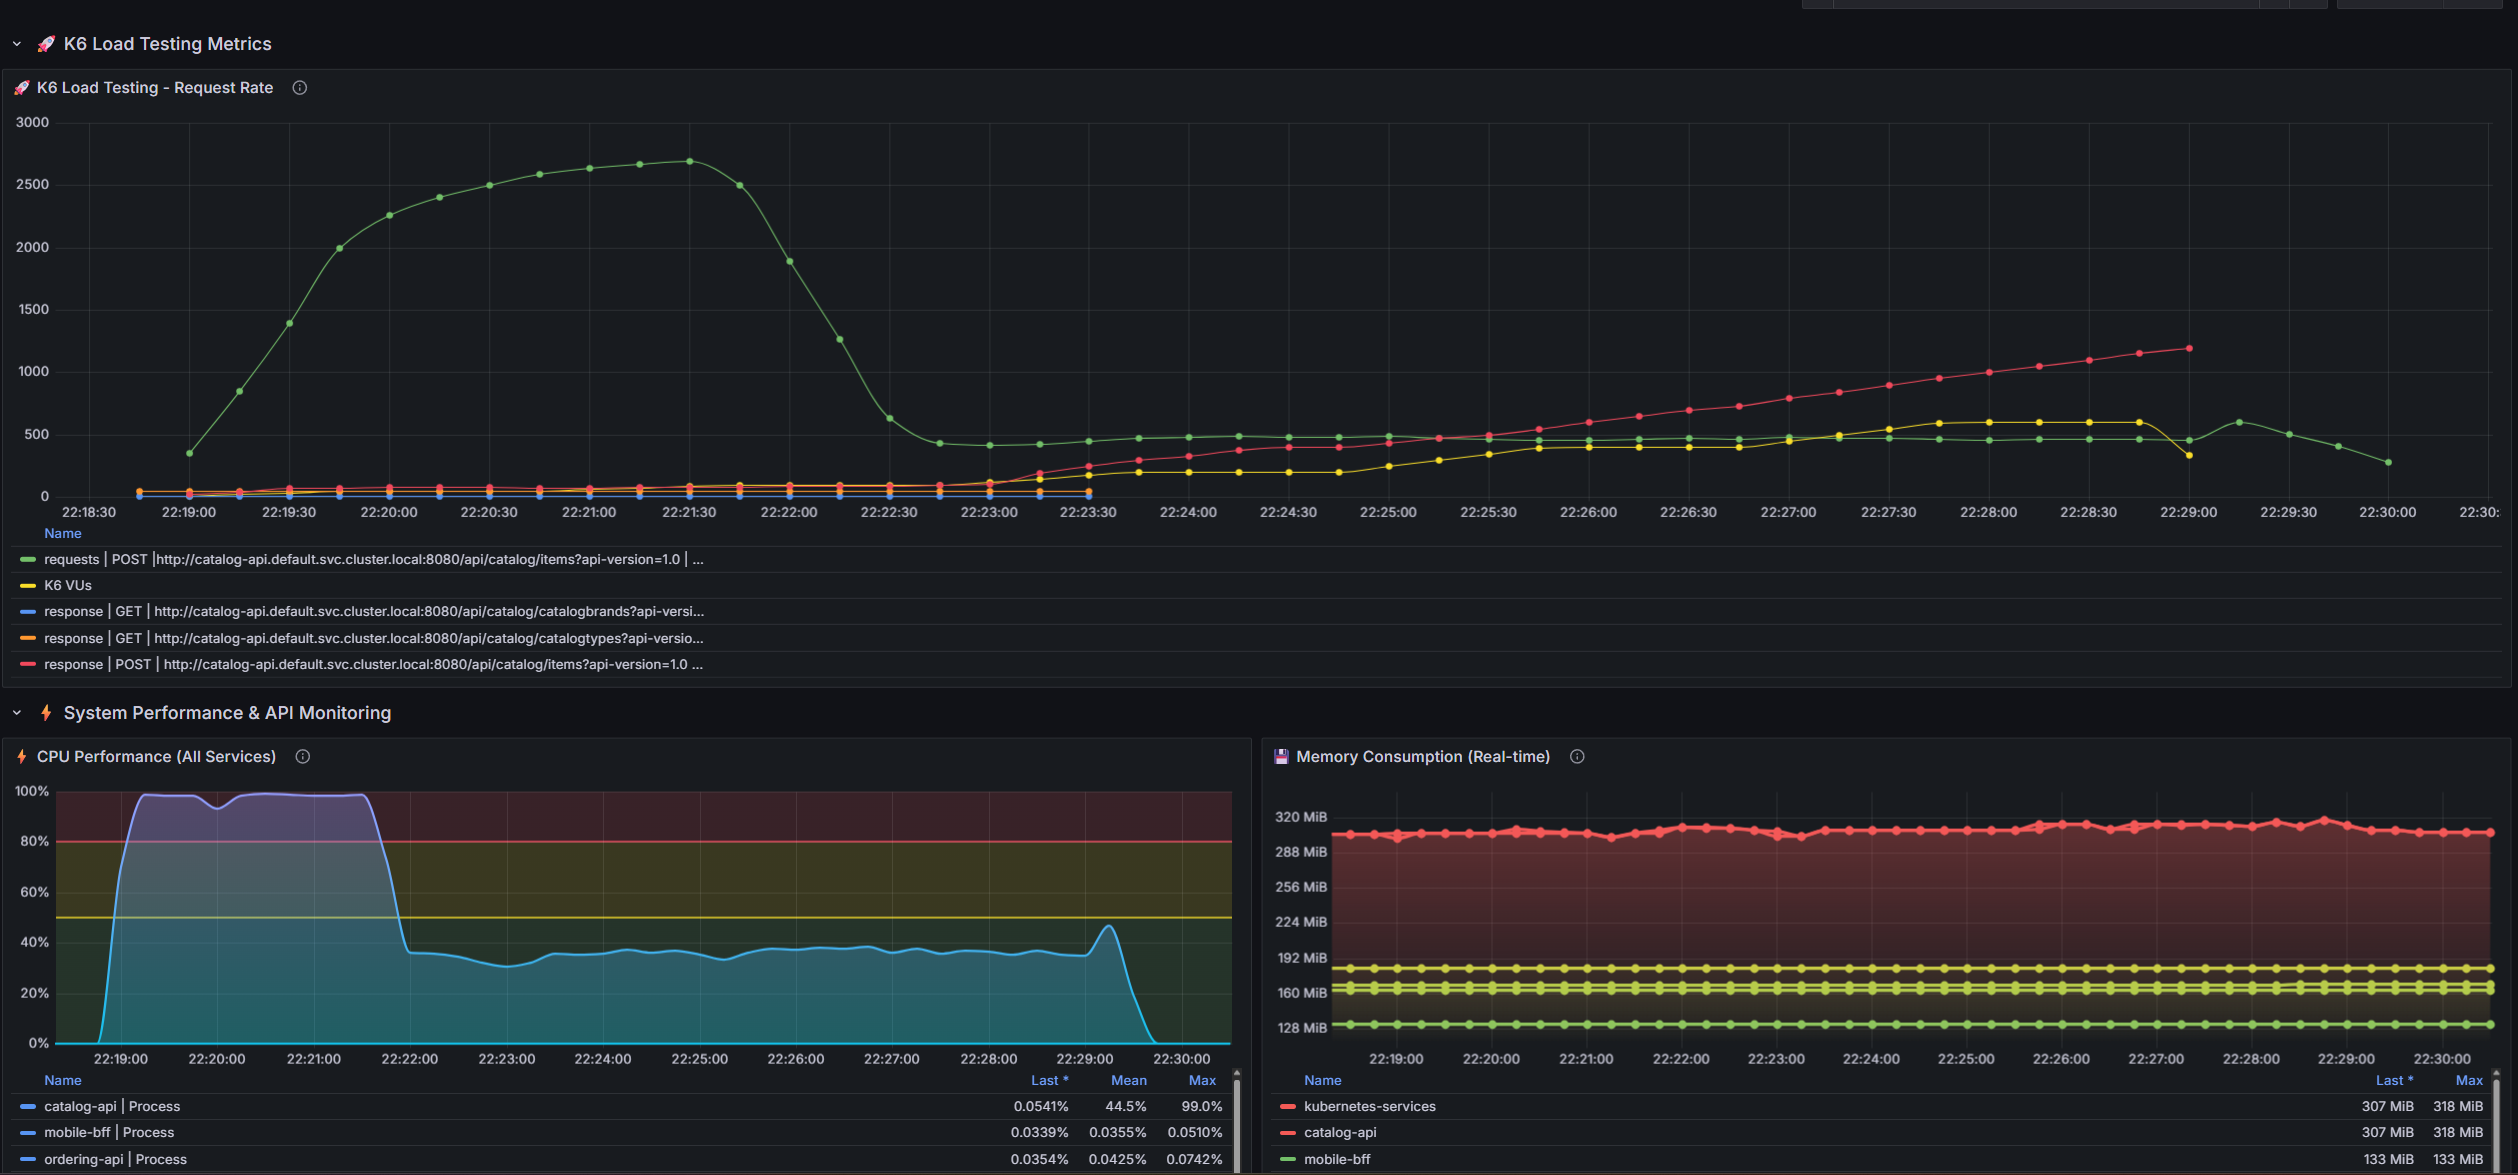 K6 Load Testing Metrics
K6 Load Testing - Request Rate
3000
2500
2000
1500
1000
500
0
22:18:30 22:19:00 22:19:30 22:20:00 22:20:30 22:21:00 22:21:30 22:22:00 22:22:30 22:23:00 22:23:30 22:24:00 22:24:30 22:25:00 22:25:30 22:26:00 22:26:30 22:27:00 22:27:30 22:28:00 22:28:30 22:29:00 22:29:30 22:30:00 22:30:
Name
requests | POST |http://catalog-api.default.svc.cluster.local:8080/api/catalog/items?api-version=1.0 | ...
K6 VUs
response | GET | http://catalog-api.default.svc.cluster.local:8080/api/catalog/catalogbrands?api-versi...
response | GET | http://catalog-api.default.svc.cluster.local:8080/api/catalog/catalogtypes?api-versio...
response | POST | http://catalog-api.default.svc.cluster.local:8080/api/catalog/items?api-version=1.0 ...
System Performance & API Monitoring
CPU Performance (All Services)
100%
80%
60%
40%
20%
0%
22:19:00 22:20:00 22:21:00 22:22:00 22:23:00 22:24:00 22:25:00 22:26:00 22:27:00 22:28:00 22:29:00 22:30:00
Name Last * Mean Max
catalog-api | Process 0.0541% 44.5% 99.0%
mobile-bff | Process 0.0339% 0.0355% 0.0510%
ordering-api | Process 0.0354% 0.0425% 0.0742%
Memory Consumption (Real-time)
320 MiB
288 MiB
256 MiB
224 MiB
192 MiB
160 MiB
128 MiB
22:19:00 22:20:00 22:21:00 22:22:00 22:23:00 22:24:00 22:25:00 22:26:00 22:27:00 22:28:00 22:29:00 22:30:00
Name Last * Max
kubernetes-services 307 MiB 318 MiB
catalog-api 307 MiB 318 MiB
mobile-bff 133 MiB 133 MiB